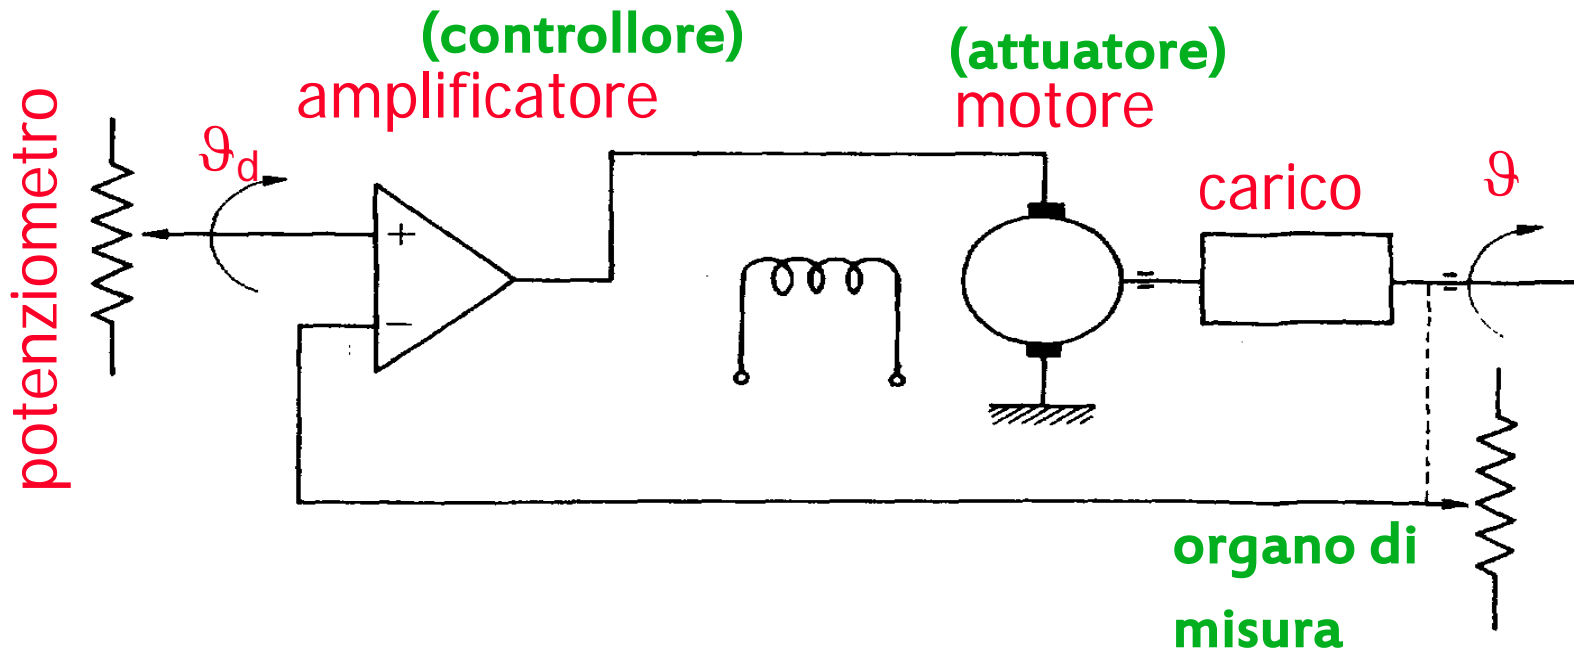 (controllore)
amplificatore
(attuatore)
motore
potenziometro
ϑd
carico
ϑ
+
−
organo di
misura